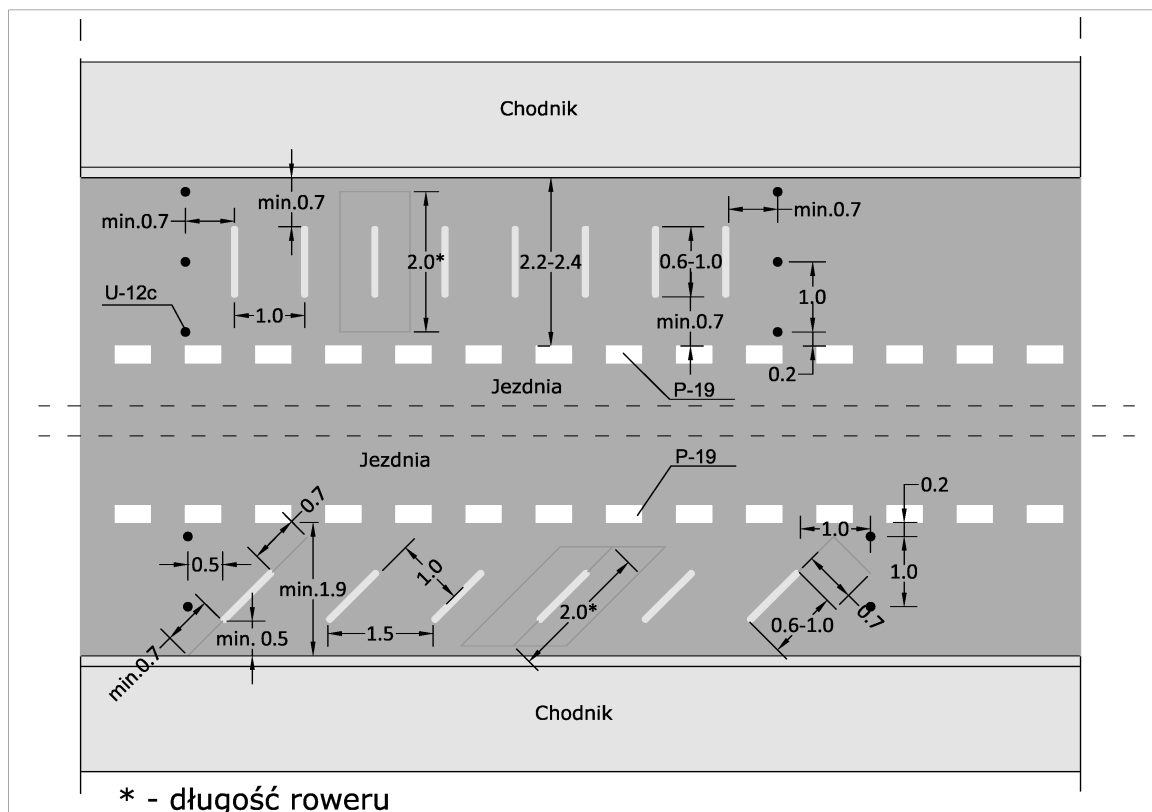 Chodnik
min.0.7
min.0.7
min.0.7
2.0*
2.2-2.4
0.6-1.0
1.0
U-12c
1.0
min.0.7
0.2
Jezdnia
P-19
Jezdnia
P-19
0.2
0.7
1.0
0.5
1.0
1.0
min.1.9
2.0*
0.7
0.6-1.0
1.5
min. 0.5
min.0.7
Chodnik
* - długość roweru